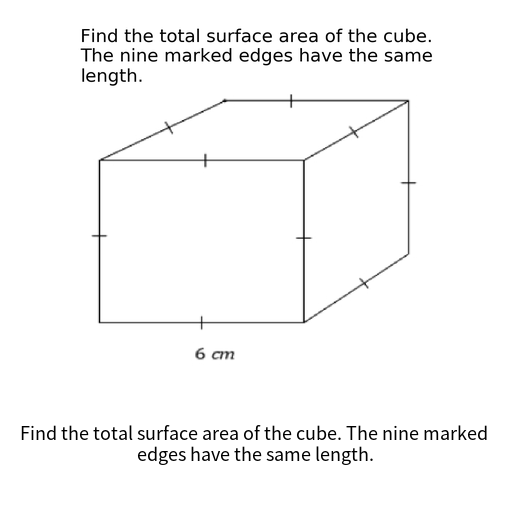 Find the total surface area of the cube.
The nine marked edges have the same
length.
6 cm
Find the total surface area of the cube. The nine marked
edges have the same length.